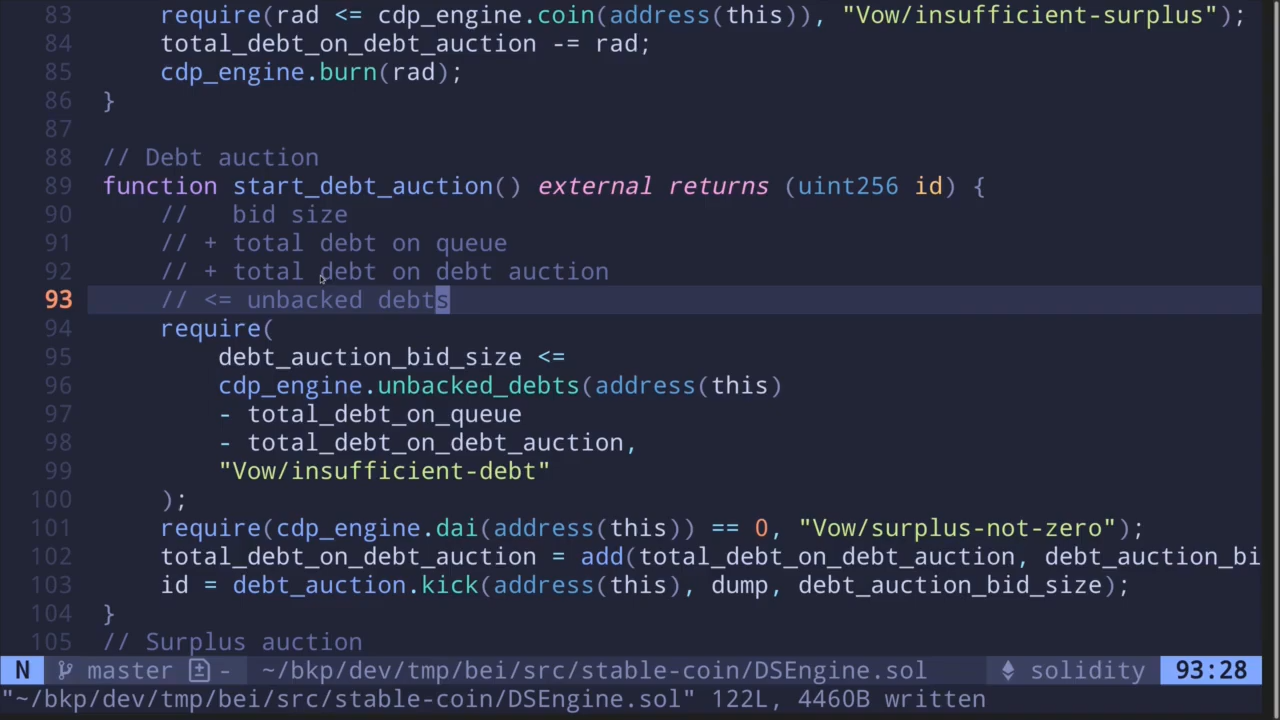 83 require(rad <= cdp_engine.coin(address(this)), "Vow/insufficient-surplus");
84 total_debt_on_debt_auction -= rad;
85 cdp_engine.burn(rad);
86 }
87
88 // Debt auction
89 function start_debt_auction() external returns (uint256 id) {
90 //   bid size
91 // + total debt on queue
92 // + total debt on debt auction
93 // <= unbacked debts
94 require(
95 debt_auction_bid_size <=
96 cdp_engine.unbacked_debts(address(this)
97 - total_debt_on_queue
98 - total_debt_on_debt_auction,
99 "Vow/insufficient-debt"
100 );
101 require(cdp_engine.dai(address(this)) == 0, "Vow/surplus-not-zero");
102 total_debt_on_debt_auction = add(total_debt_on_debt_auction, debt_auction_bi
103 id = debt_auction.kick(address(this), dump, debt_auction_bid_size);
104 }
105 // Surplus auction
N master - ~/bkp/dev/tmp/bei/src/stable-coin/DSEngine.sol solidity 93:28
"~/bkp/dev/tmp/bei/src/stable-coin/DSEngine.sol" 122L, 4460B written